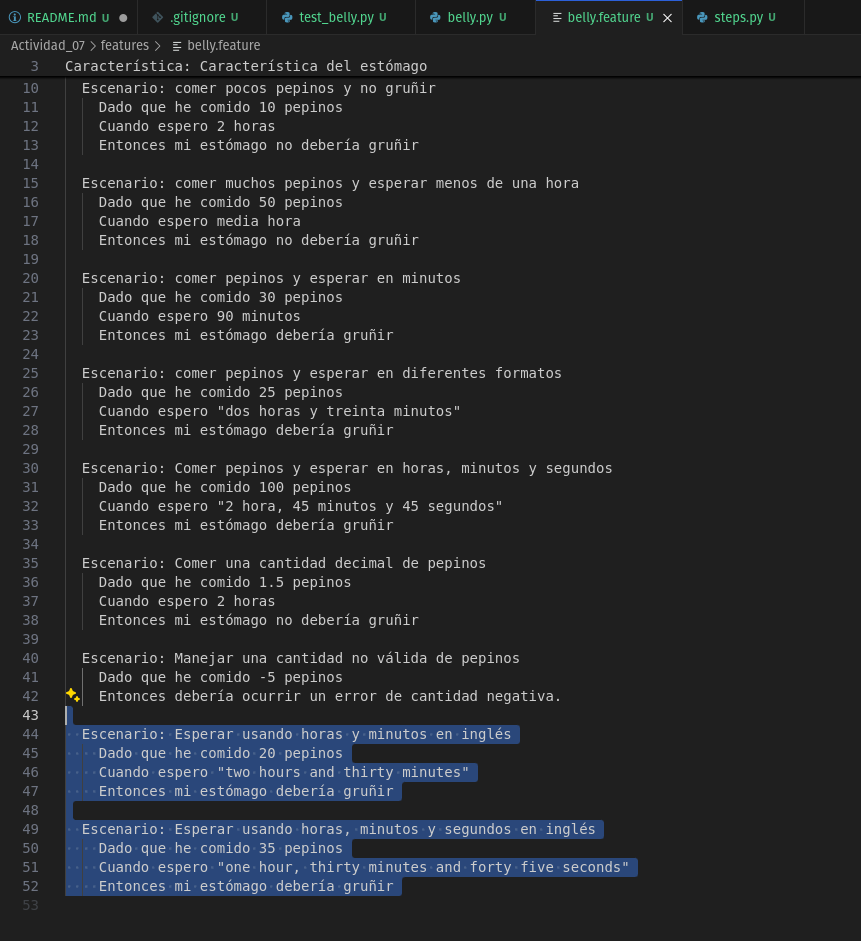 README.md U
.gitignore U
test_belly.py U
belly.py U
belly.feature U
steps.py U
Actividad_07 > features > belly.feature
3 Característica: Característica del estómago
10 Escenario: comer pocos pepinos y no gruñir
11 Dado que he comido 10 pepinos
12 Cuando espero 2 horas
13 Entonces mi estómago no debería gruñir
14
15 Escenario: comer muchos pepinos y esperar menos de una hora
16 Dado que he comido 50 pepinos
17 Cuando espero media hora
18 Entonces mi estómago no debería gruñir
19
20 Escenario: comer pepinos y esperar en minutos
21 Dado que he comido 30 pepinos
22 Cuando espero 90 minutos
23 Entonces mi estómago debería gruñir
24
25 Escenario: comer pepinos y esperar en diferentes formatos
26 Dado que he comido 25 pepinos
27 Cuando espero "dos horas y treinta minutos"
28 Entonces mi estómago debería gruñir
29
30 Escenario: Comer pepinos y esperar en horas, minutos y segundos
31 Dado que he comido 100 pepinos
32 Cuando espero "2 hora, 45 minutos y 45 segundos"
33 Entonces mi estómago debería gruñir
34
35 Escenario: Comer una cantidad decimal de pepinos
36 Dado que he comido 1.5 pepinos
37 Cuando espero 2 horas
38 Entonces mi estómago no debería gruñir
39
40 Escenario: Manejar una cantidad no válida de pepinos
41 Dado que he comido -5 pepinos
42 Entonces debería ocurrir un error de cantidad negativa.
43
44 Escenario: Esperar usando horas y minutos en inglés
45 Dado que he comido 20 pepinos
46 Cuando espero "two hours and thirty minutes"
47 Entonces mi estómago debería gruñir
48
49 Escenario: Esperar usando horas, minutos y segundos en inglés
50 Dado que he comido 35 pepinos
51 Cuando espero "one hour, thirty minutes and forty five seconds"
52 Entonces mi estómago debería gruñir
53